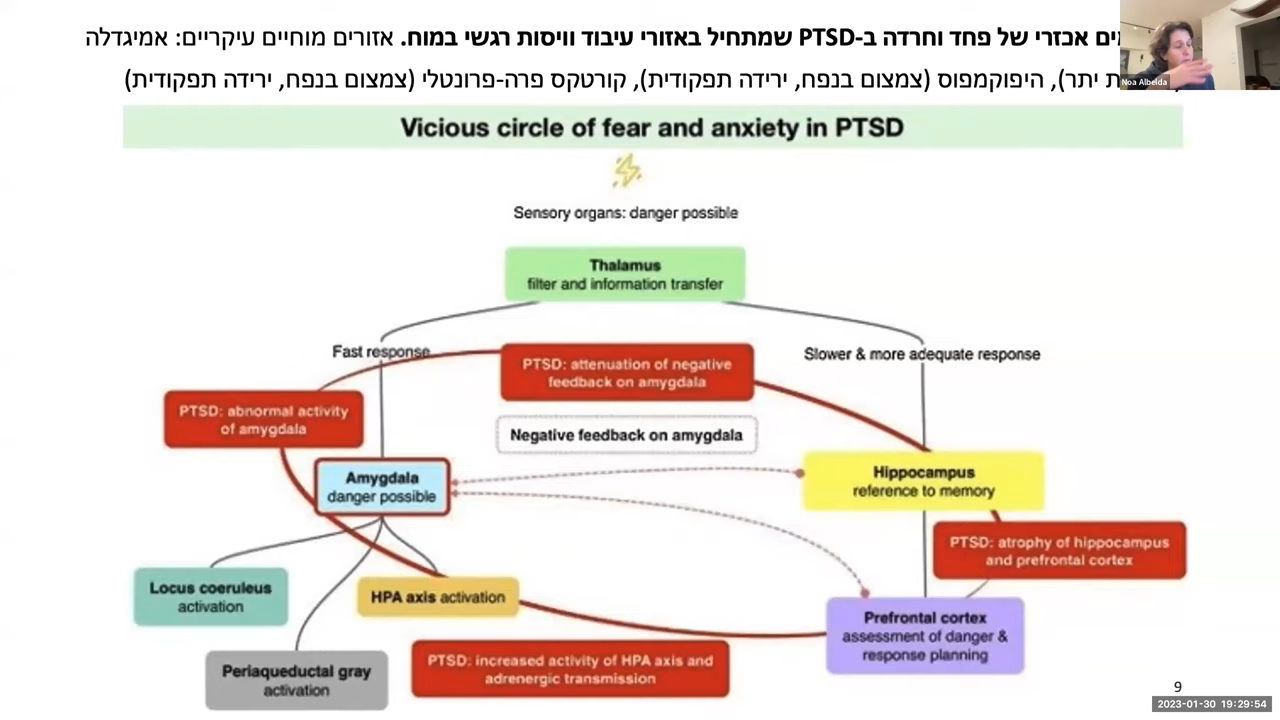 אכזרי של פחד וחרדה ב-PTSD שמתחיל באזורי עיבוד וויסות רגשי במוח. אזורים מוחיים עיקריים: אמיגדלה
יתר), היפוקמפוס (צמצום בנפח, ירידה תפקודית), קורטקס פרה-פרונטלי (צמצום בנפח, ירידה תפקודית)
Noa Albelda
Vicious circle of fear and anxiety in PTSD
Sensory organs: danger possible
Thalamus
filter and information transfer
Fast response
Slower & more adequate response
PTSD: attenuation of negative
feedback on amygdala
PTSD: abnormal activity
of amygdala
Negative feedback on amygdala
Amygdala
danger possible
Hippocampus
reference to memory
PTSD: atrophy of hippocampus
and prefrontal cortex
Locus coeruleus
activation
HPA axis activation
Prefrontal cortex
assessment of danger &
response planning
Periaqueductal gray
activation
PTSD: increased activity of HPA axis and
adrenergic transmission
9
2023-01-30 19:29:54